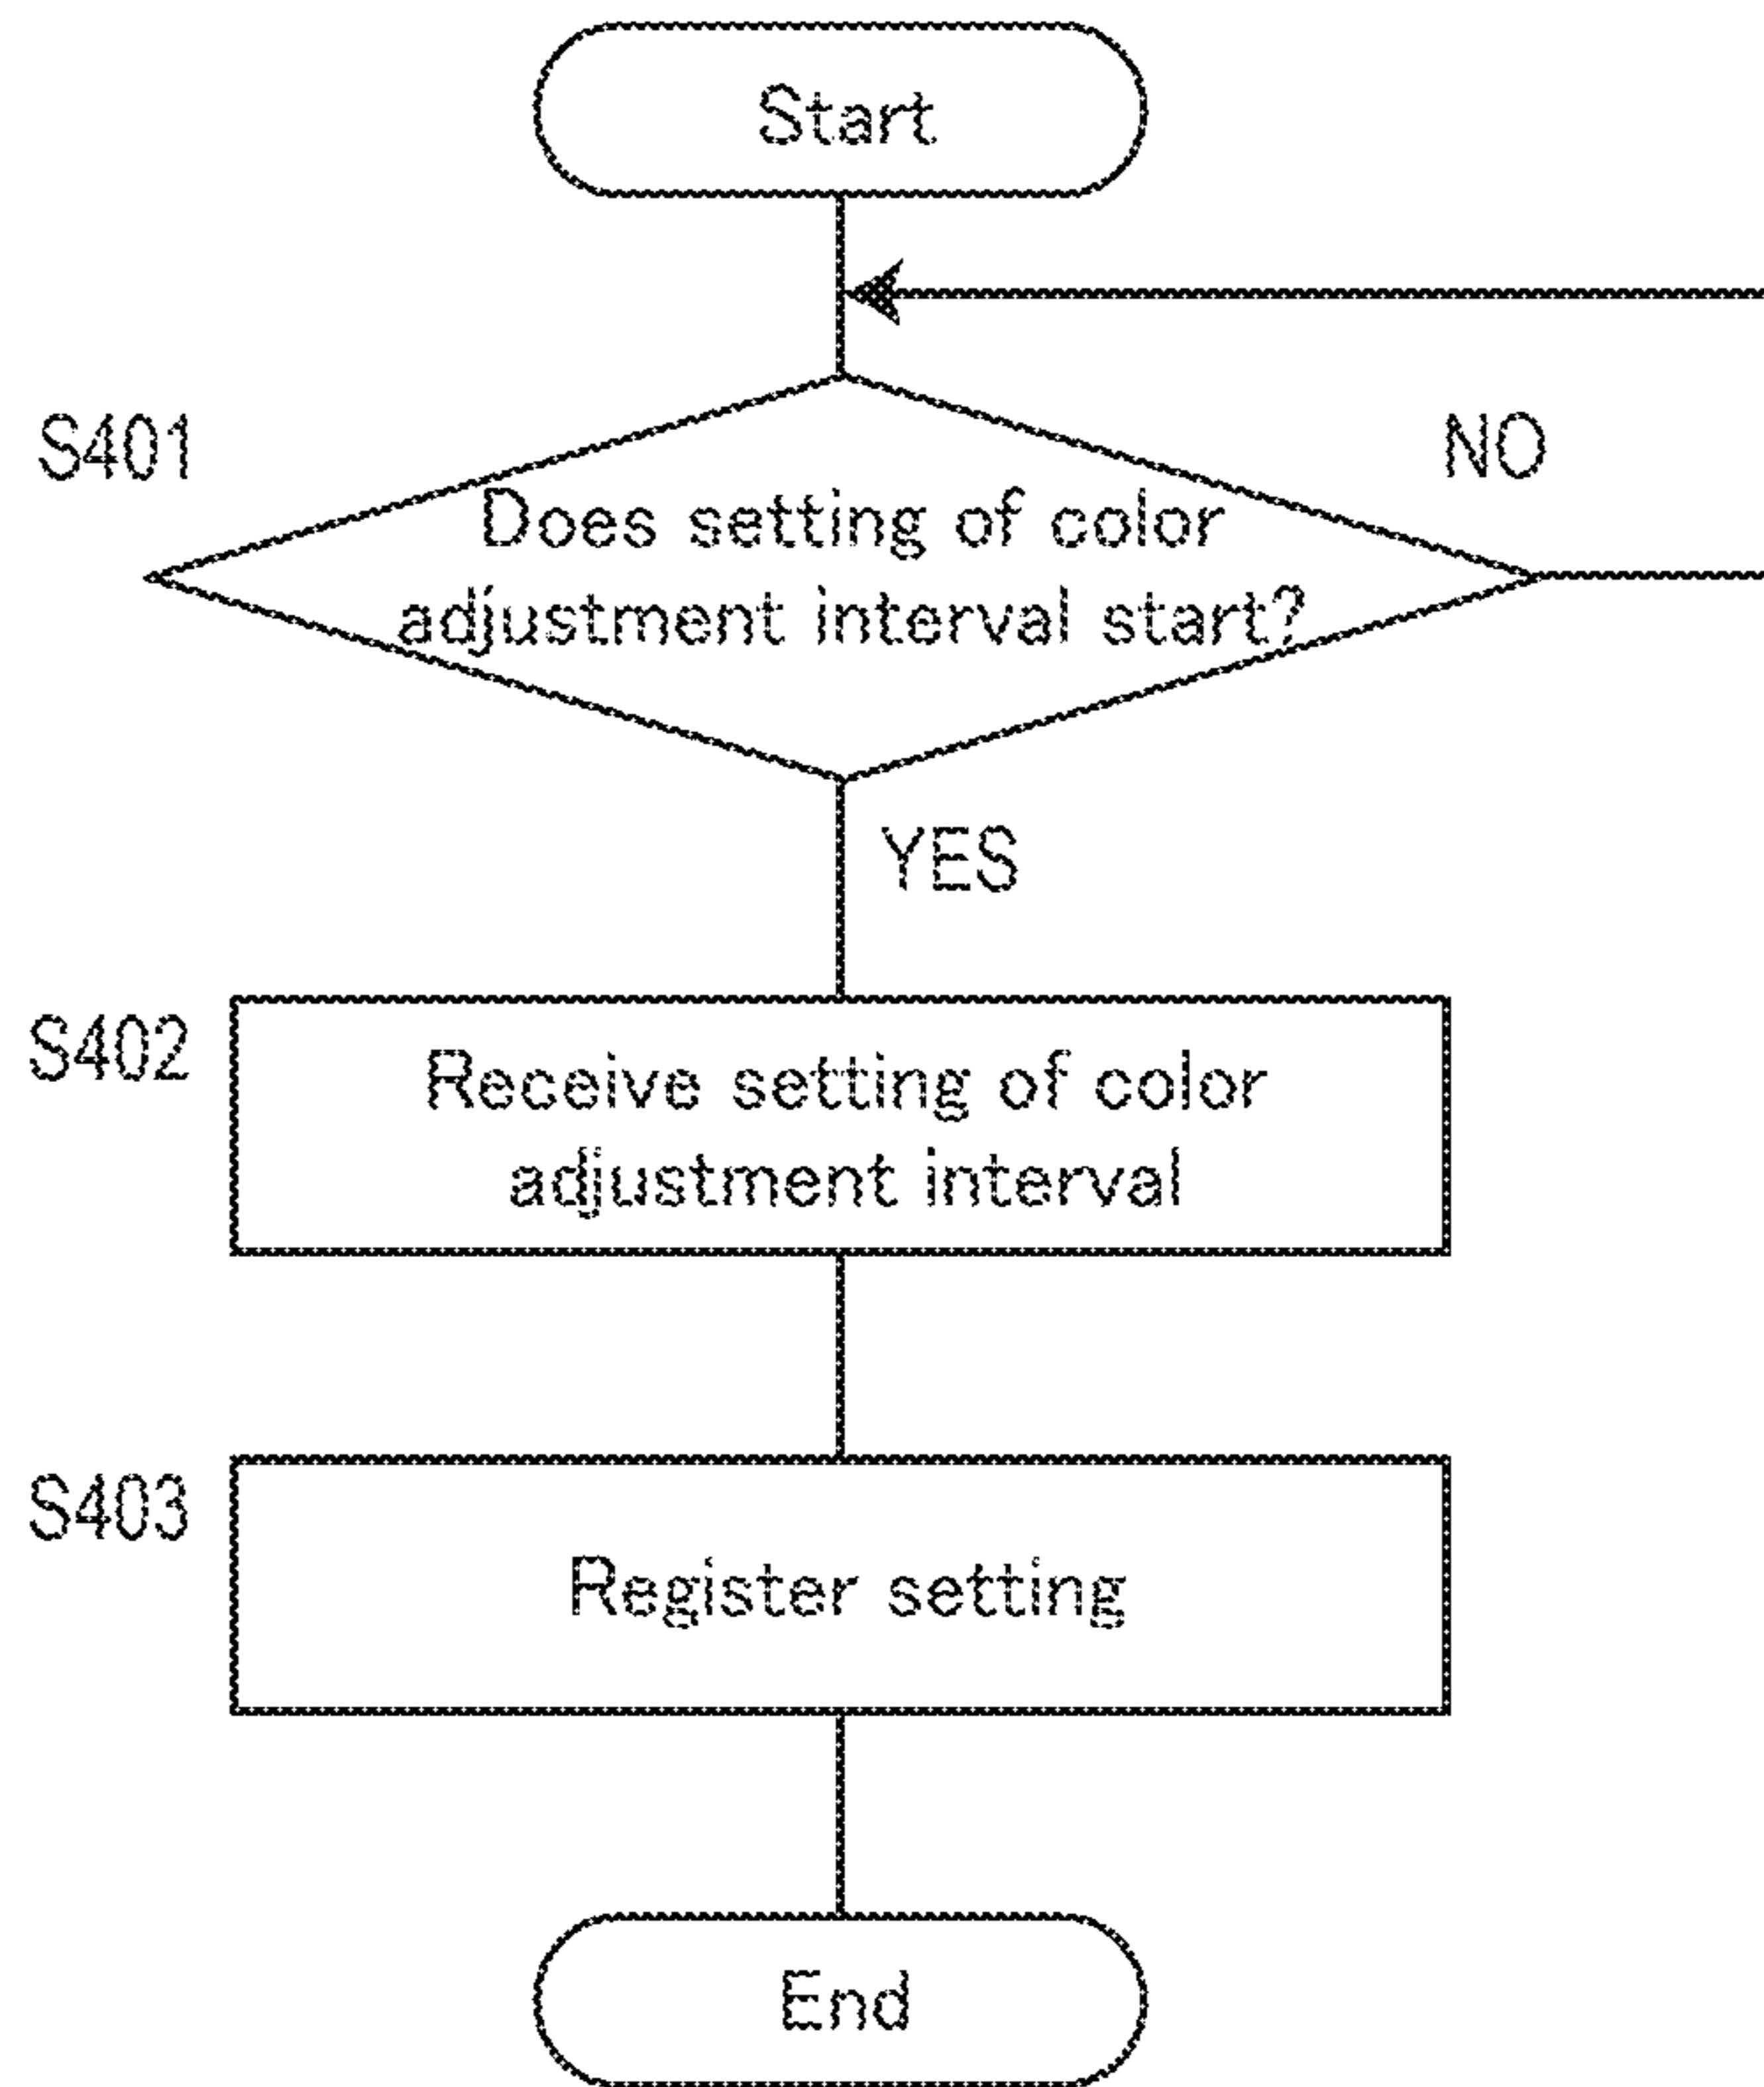 Start
S401
NO
Does setting of color
adjustment interval start?
YES
S402
Receive setting of color
adjustment interval
S403
Register setting
End